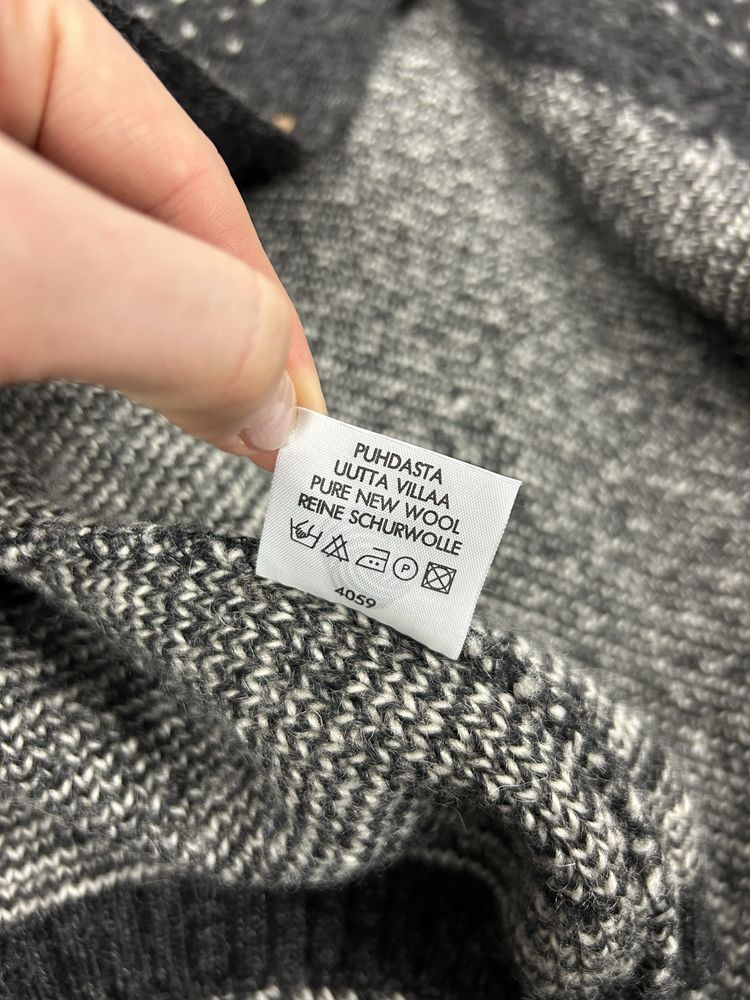 PUHDASTA
UUTTA VILLAA
PURE NEW WOOL
REINE SCHURWOLLE
P
4059